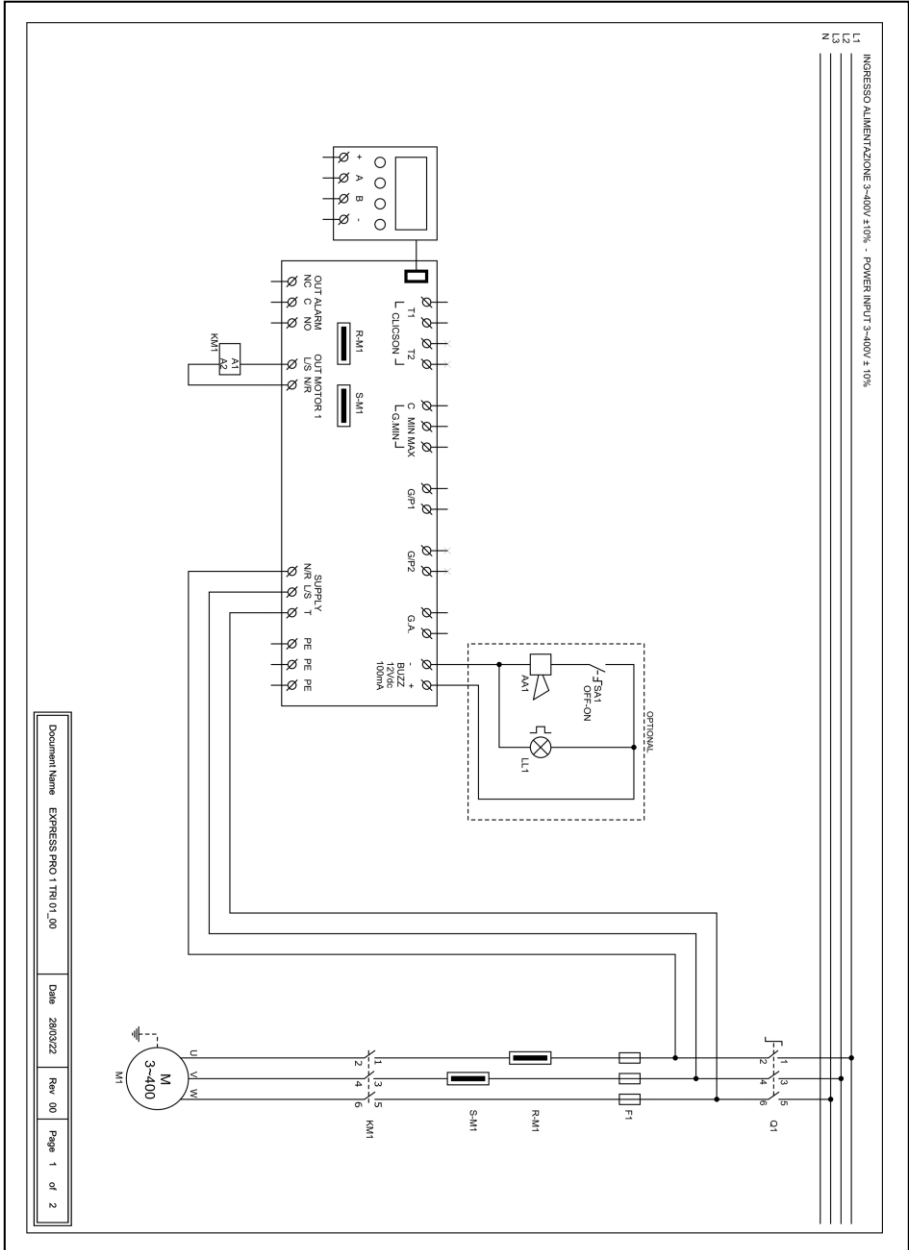 L1
L2
L3
N
INGRESSO ALIMENTAZIONE 3~400V ±10% - POWER INPUT 3~400V ± 10%
+ A B -
T1 T2
CLICSON
C MIN MAX
G.MIN
G/P1
G/P2
G.A.
- +
BUZZ
12Vdc
100mA
OPTIONAL
SA1
OFF-ON
AA1
LL1
R-M1
S-M1
OUT ALARM
NC C NO
OUT MOTOR 1
L/S N/R
KM1
A1
A2
SUPPLY
N/R L/S T
PE PE PE
1 3 5
2 4 6
Q1
F1
R-M1
S-M1
1 3 5
2 4 6
KM1
U V W
M
3~400
M1
Document Name EXPRESS PRO 1 TRI 01_00 Date 28/03/22 Rev 00 Page 1 of 2